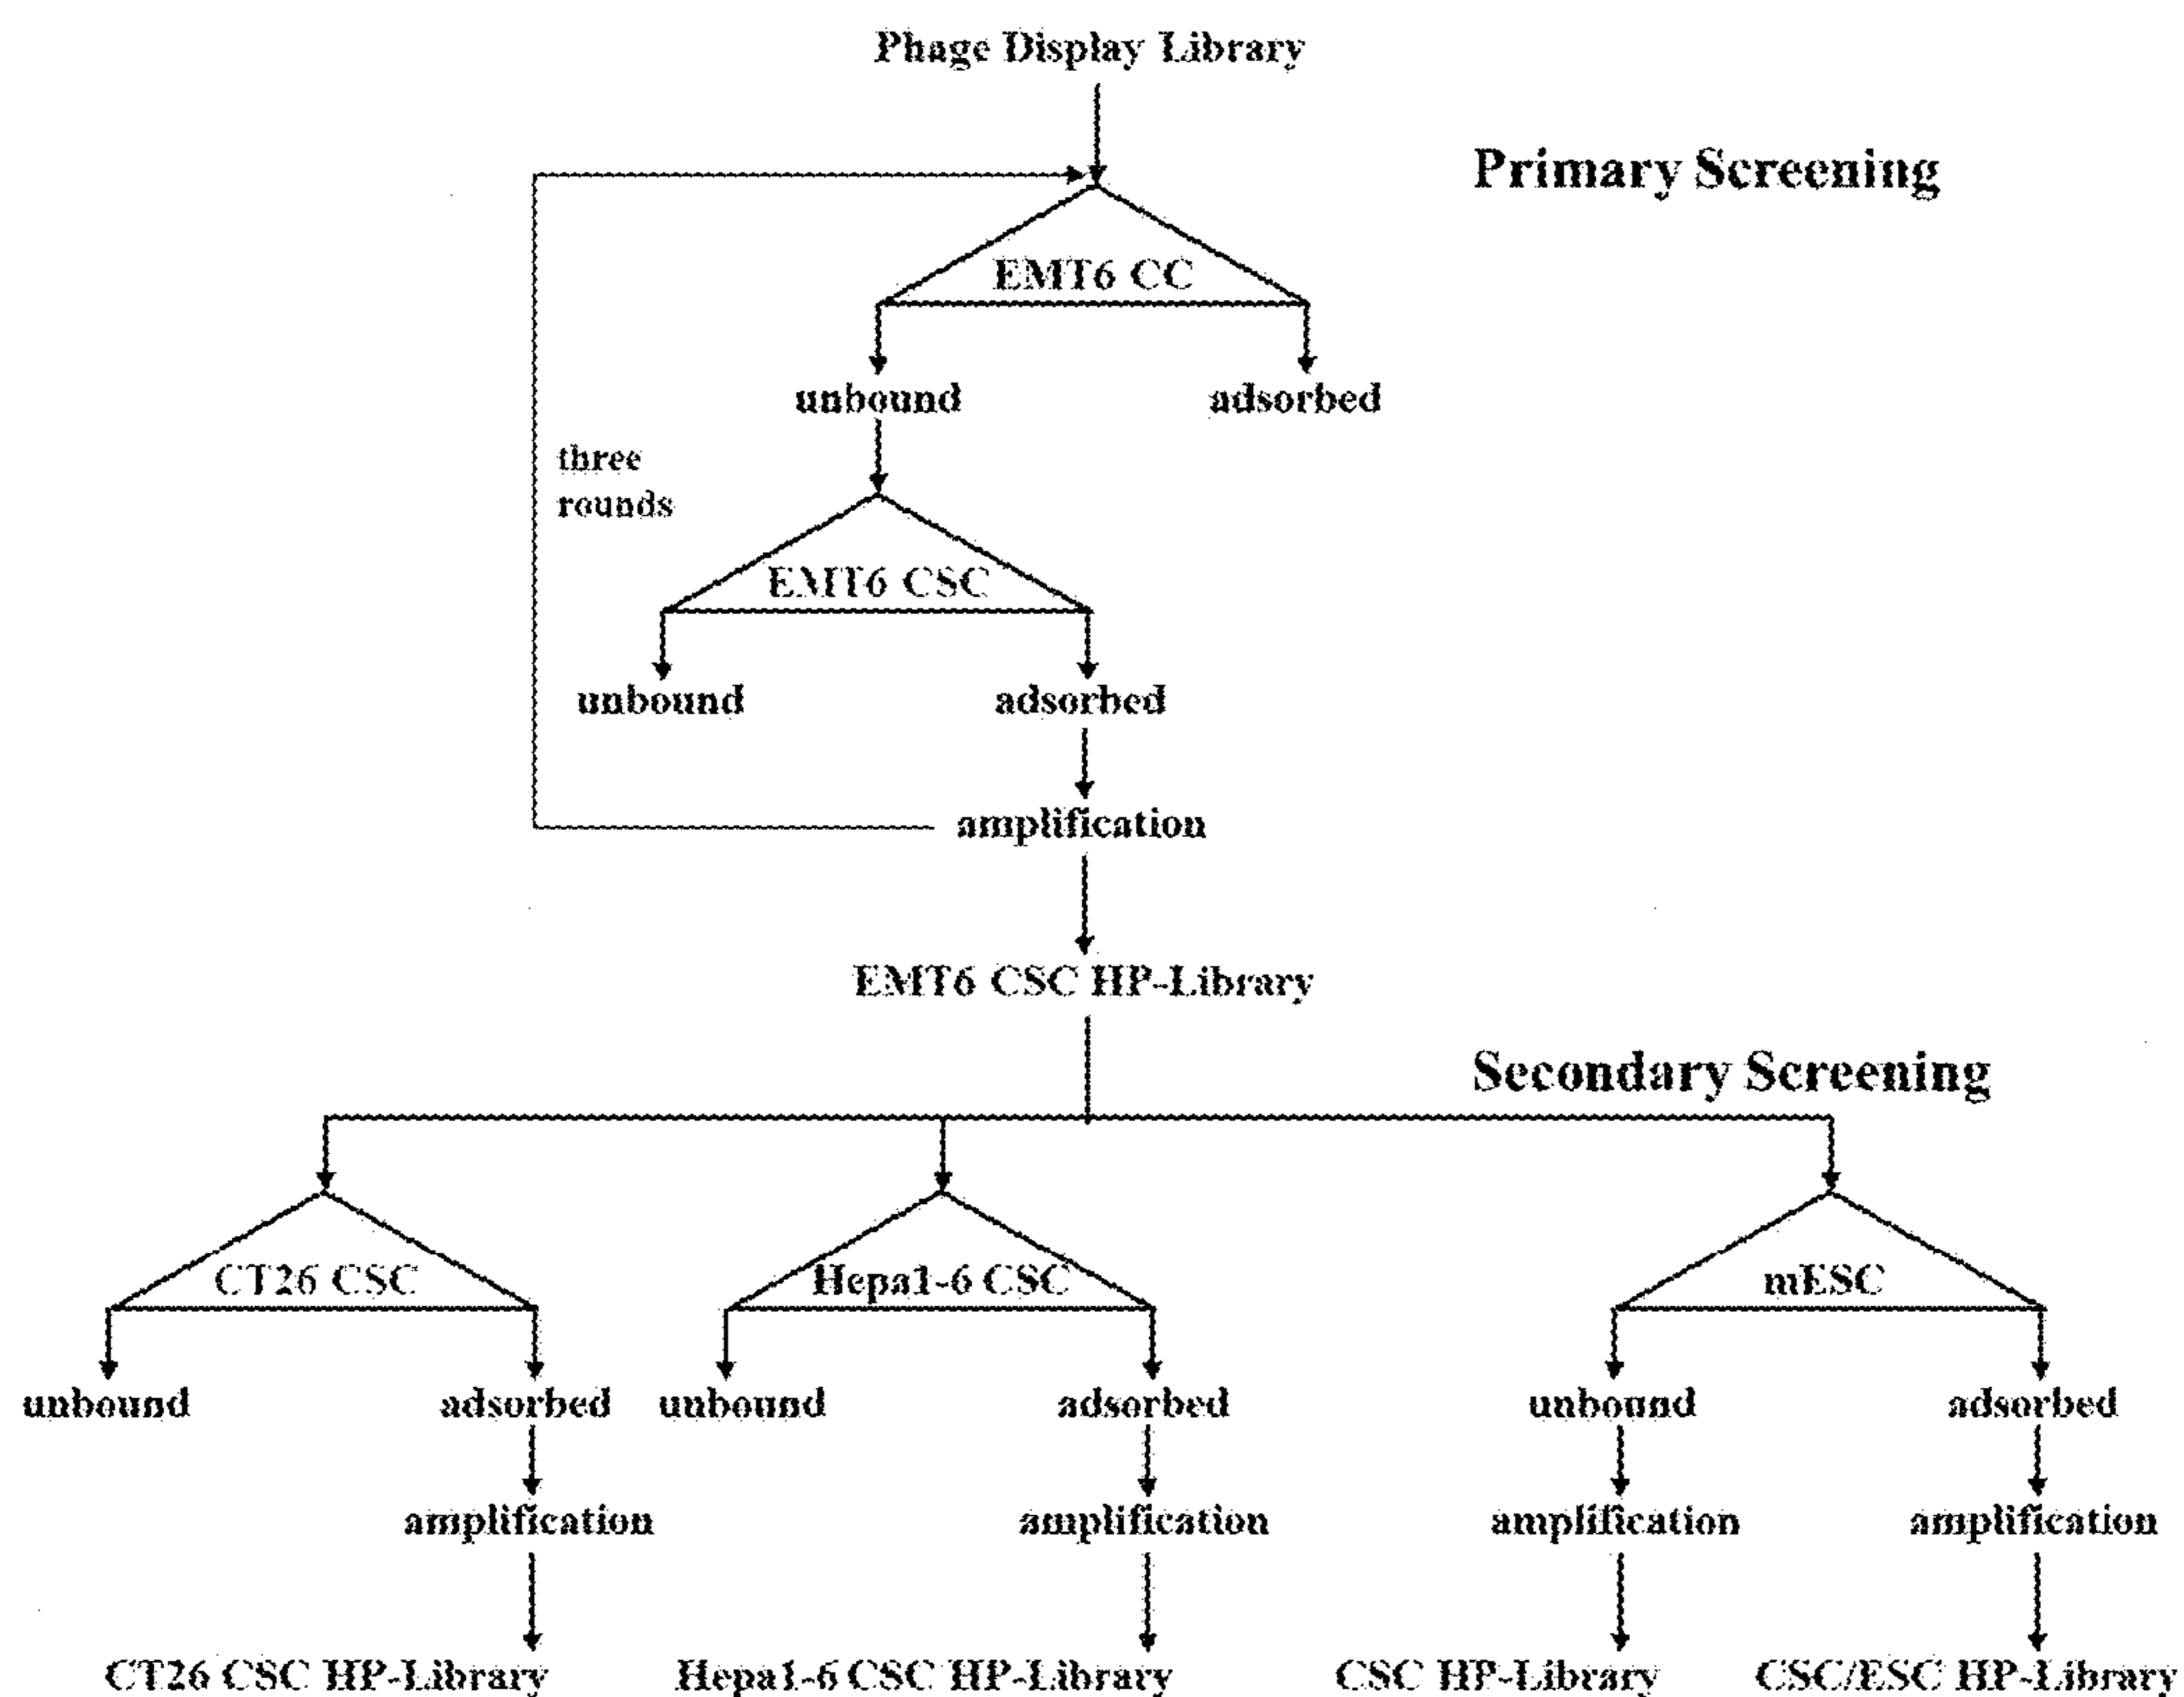 Phage Display Library
Primary Screening
EMT6 CC
unbound
adsorbed
three
rounds
EMT6 CSC
unbound
adsorbed
amplification
EMT6 CSC HP-Library
Secondary Screening
CT26 CSC
Hepa1-6 CSC
mESC
unbound
adsorbed
unbound
adsorbed
unbound
adsorbed
amplification
amplification
amplification
amplification
CT26 CSC HP-Library
Hepa1-6 CSC HP-Library
CSC HP-Library
CSC/ESC HP-Library